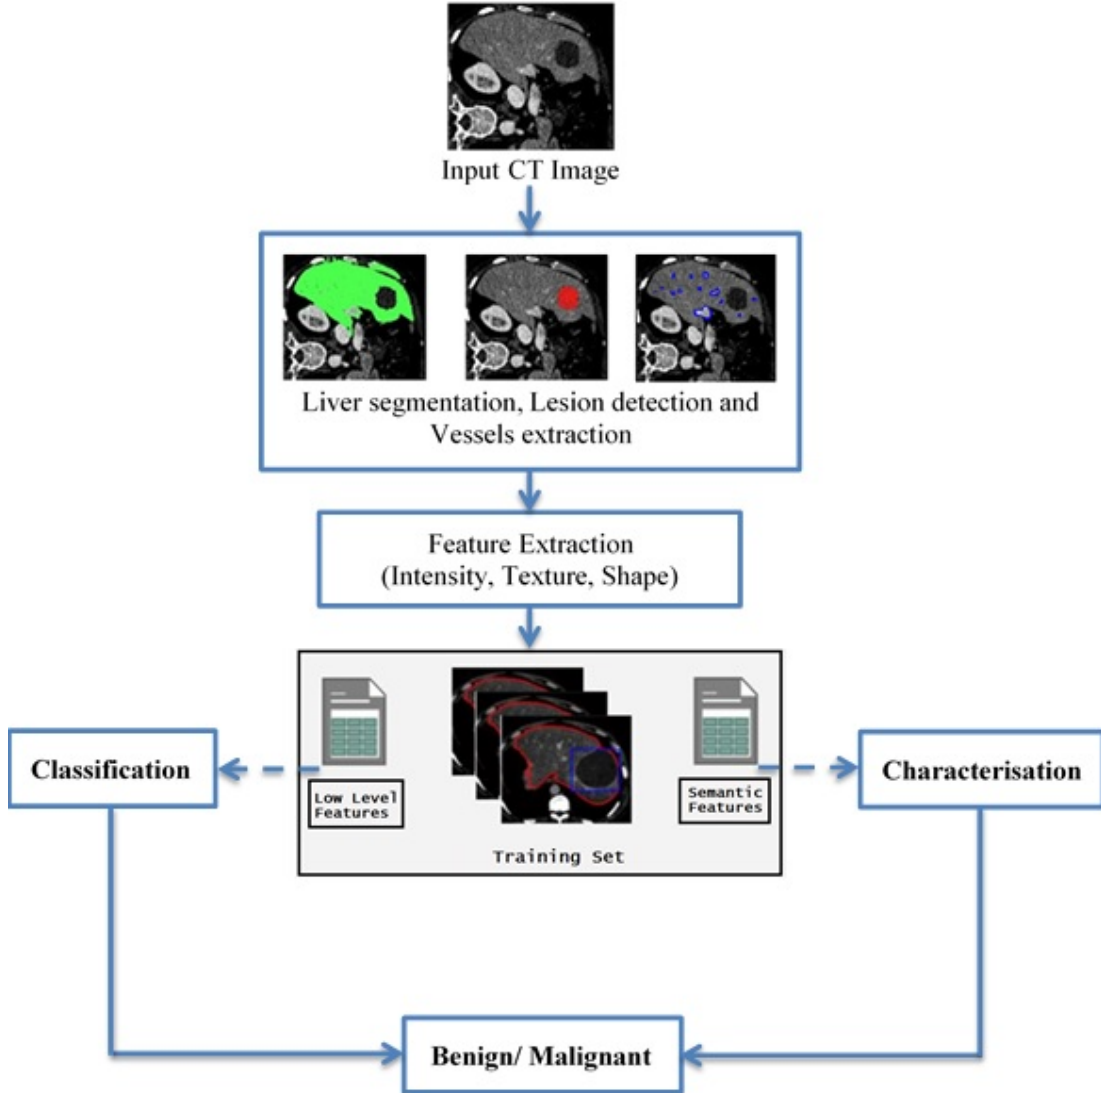 Input CT Image
Liver segmentation, Lesion detection and
Vessels extraction
Feature Extraction
(Intensity, Texture, Shape)
Classification
Low Level
Features
Semantic
Features
Characterisation
Training Set
Benign/ Malignant